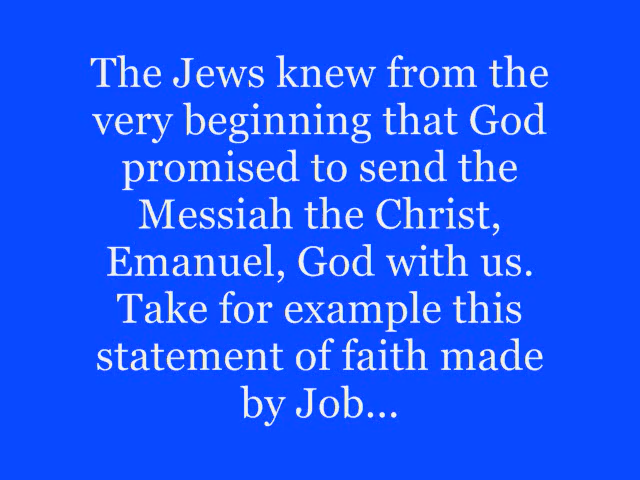 The Jews knew from the
very beginning that God
promised to send the
Messiah the Christ,
Emanuel, God with us.
Take for example this
statement of faith made
by Job...